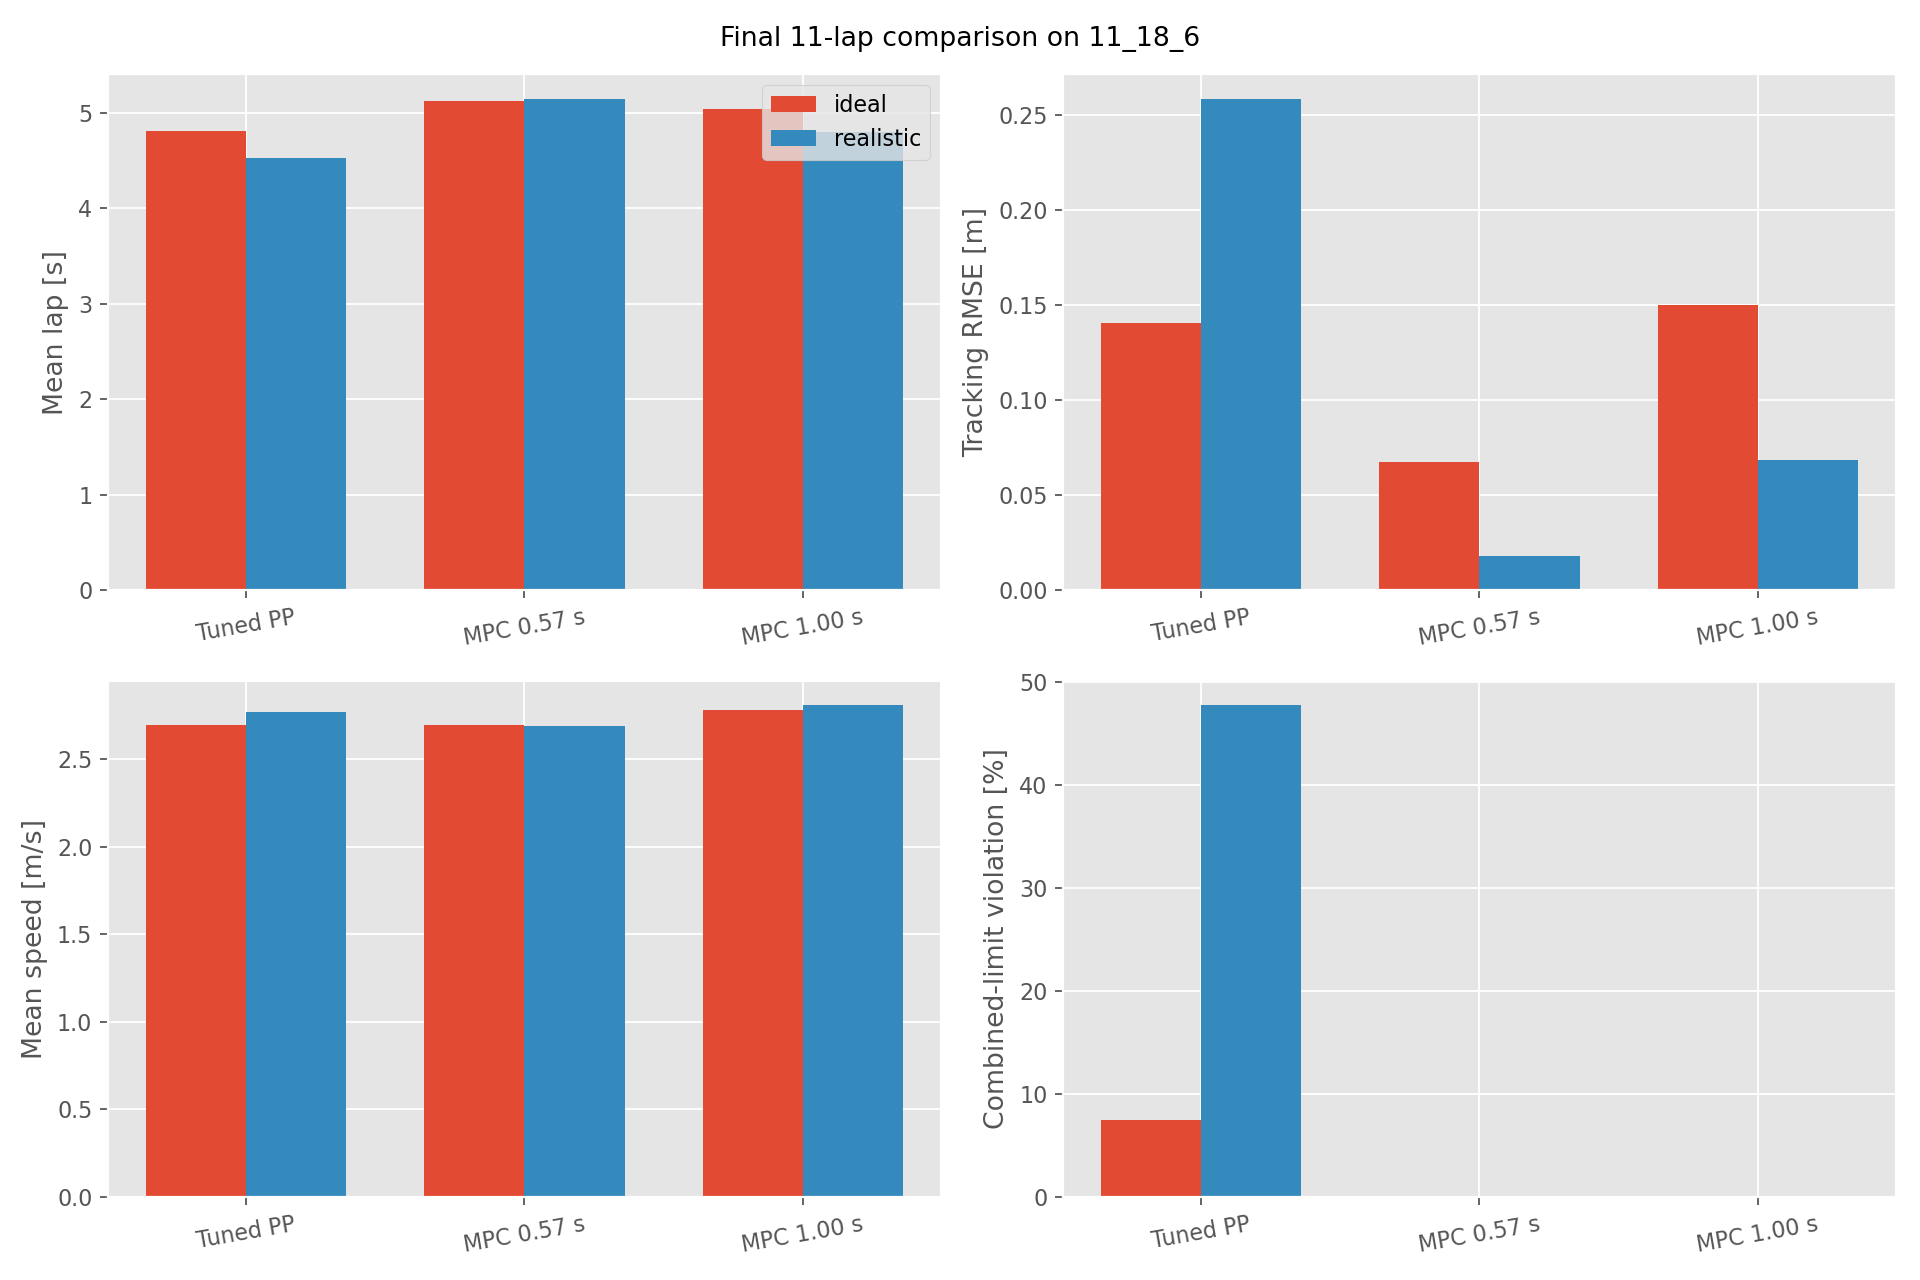 Final 11-lap comparison on 11_18_6
Mean lap [s]
5
4
3
2
1
0
ideal
realistic
Tuned PP
MPC 0.57 s
MPC 1.00 s
Tracking RMSE [m]
0.25
0.20
0.15
0.10
0.05
0.00
Tuned PP
MPC 0.57 s
MPC 1.00 s
Mean speed [m/s]
2.5
2.0
1.5
1.0
0.5
0.0
Tuned PP
MPC 0.57 s
MPC 1.00 s
Combined-limit violation [%]
50
40
30
20
10
0
Tuned PP
MPC 0.57 s
MPC 1.00 s